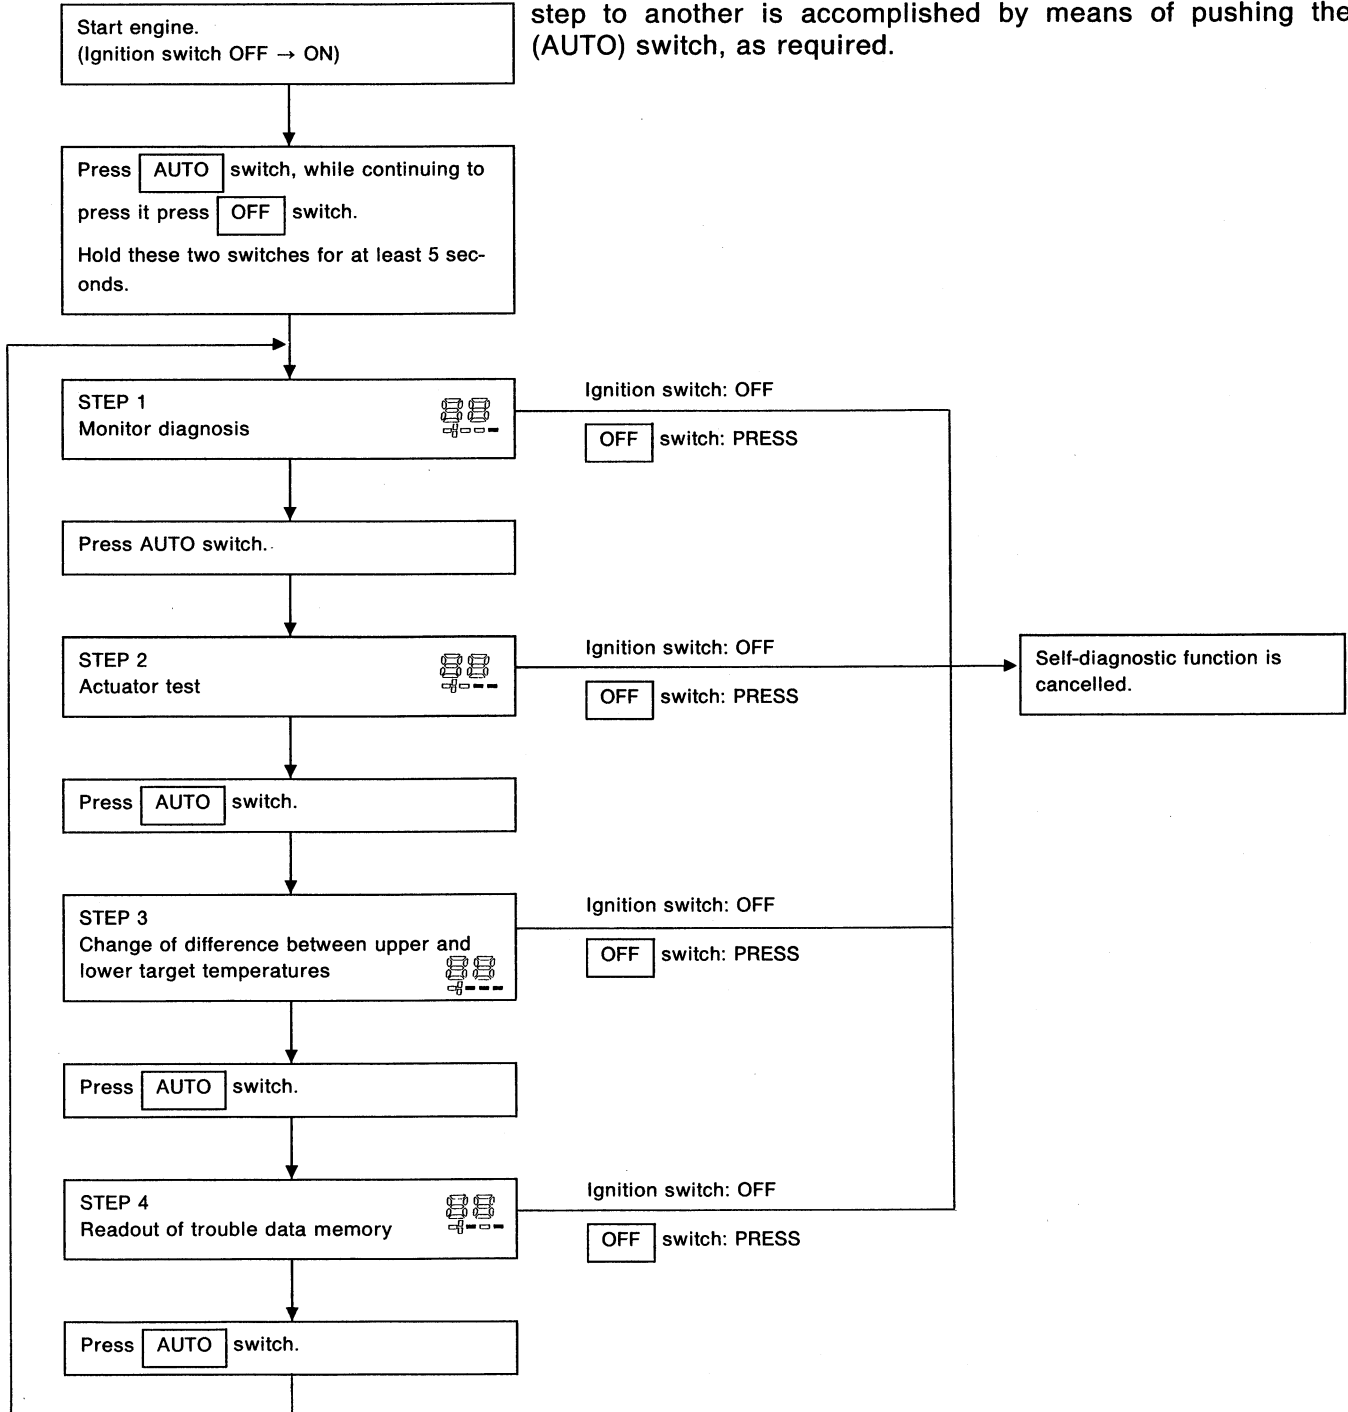 step to another is accomplished by means of pushing the
(AUTO) switch, as required.
Start engine.
(Ignition switch OFF → ON)
Press AUTO switch, while continuing to
press it press OFF switch.
Hold these two switches for at least 5 sec-
onds.
STEP 1
Monitor diagnosis
Ignition switch: OFF
OFF switch: PRESS
Press AUTO switch.
STEP 2
Actuator test
Ignition switch: OFF
OFF switch: PRESS
Self-diagnostic function is
cancelled.
Press AUTO switch.
STEP 3
Change of difference between upper and
lower target temperatures
Ignition switch: OFF
OFF switch: PRESS
Press AUTO switch.
STEP 4
Readout of trouble data memory
Ignition switch: OFF
OFF switch: PRESS
Press AUTO switch.